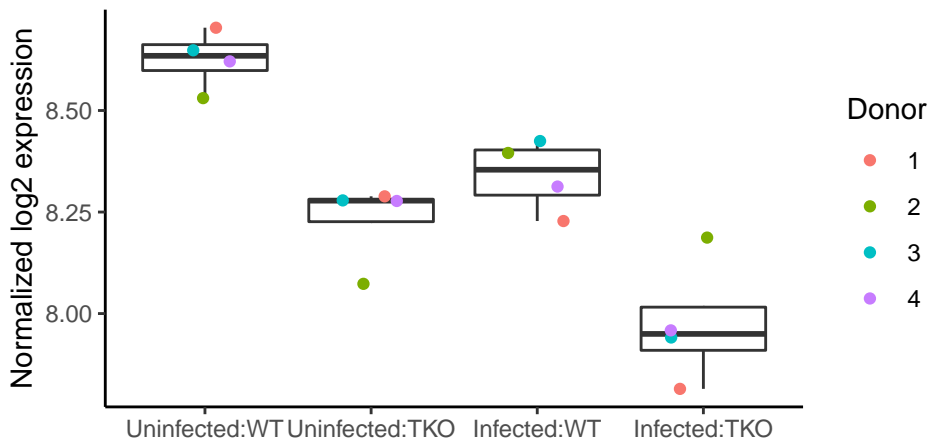 Normalized log2 expression
8.50
8.25
8.00
Uninfected:WT
Uninfected:TKO
Infected:WT
Infected:TKO
Donor
1
2
3
4